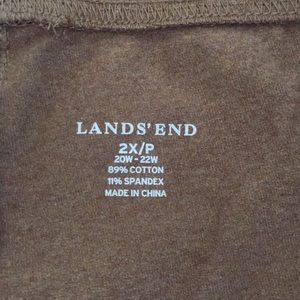 LANDS' END
2X/P
20W - 22W
89% COTTON
11% SPANDEX
MADE IN CHINA